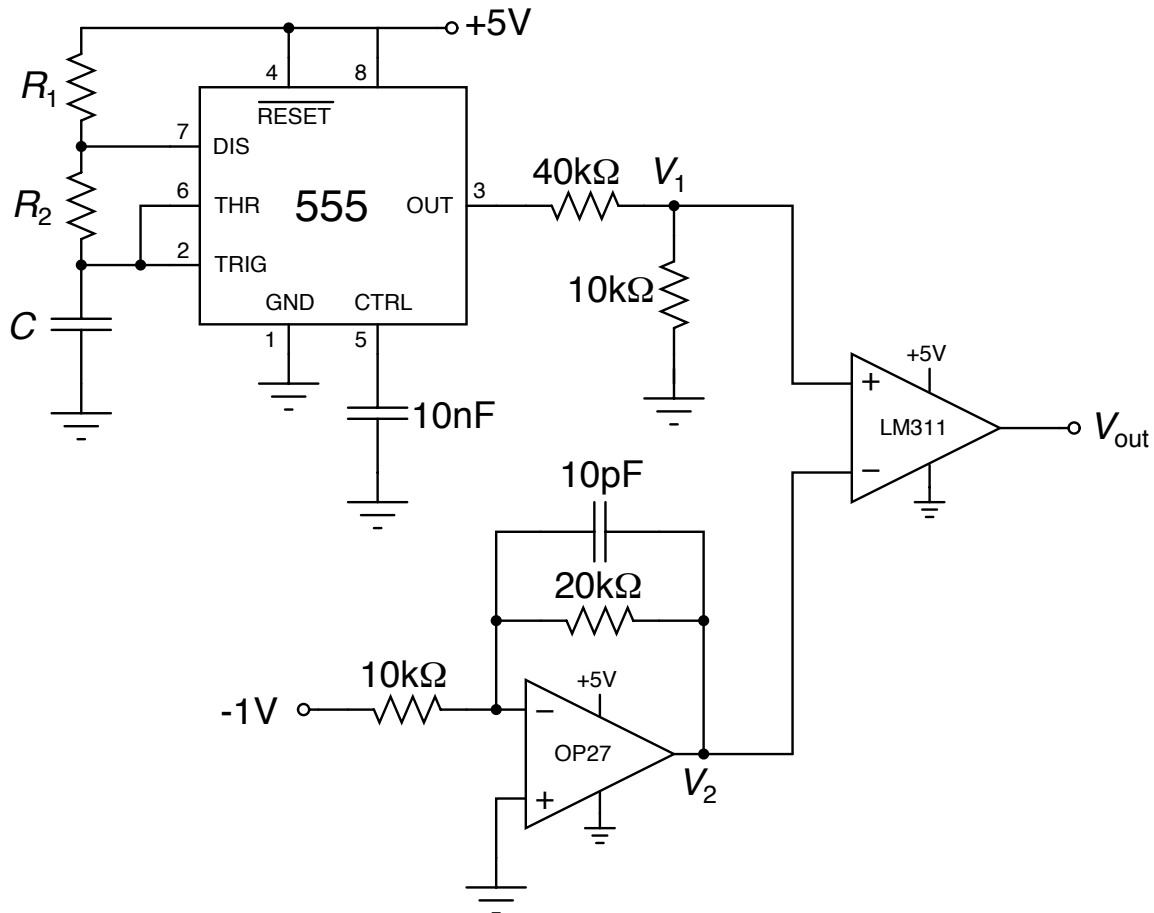 +5V
R1
4
8
RESET
7
DIS
R2
6
THR
555
OUT
3
40kΩ
V1
2
TRIG
10kΩ
GND
CTRL
C
1
5
10nF
+5V
+
LM311
−
Vout
10pF
20kΩ
10kΩ
-1V
+5V
−
OP27
+
V2